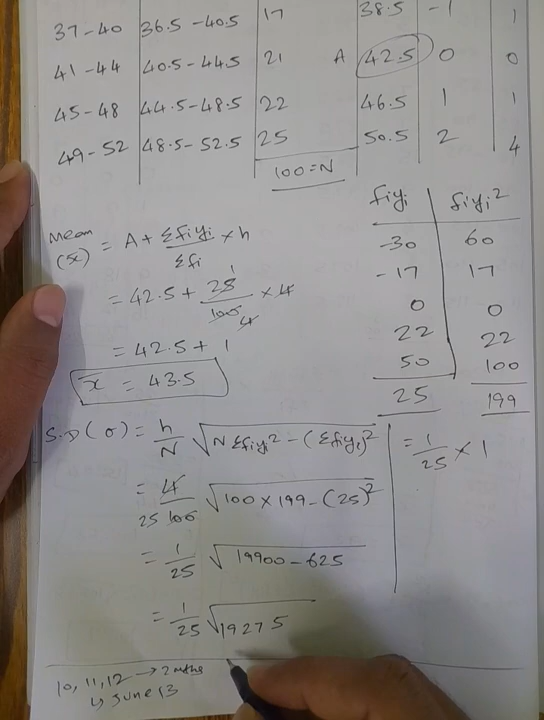 37-40 36.5-40.5 17 38.5 -1 1
41-44 40.5-44.5 21 A 42.5 0 0
45-48 44.5-48.5 22 46.5 1 1
49-52 48.5-52.5 25 50.5 2 4
100=N
fiyi fiyi²
-30 60
-17 17
0 0
22 22
50 100
25 199
Mean (x̄) = A + Σfiyi/Σfi × h
= 42.5 + 25/100 × 4
1
4
= 42.5 + 1
x̄ = 43.5
S.D (σ) = h/N √NΣfiyi² - (Σfiyi)²
= 4/100 √100 × 199 - (25)²
25
= 1/25 √19900 - 625
= 1/25 √19275
= 1/25 × 1
10, 11, 12 → 2 mths
↳ June 13